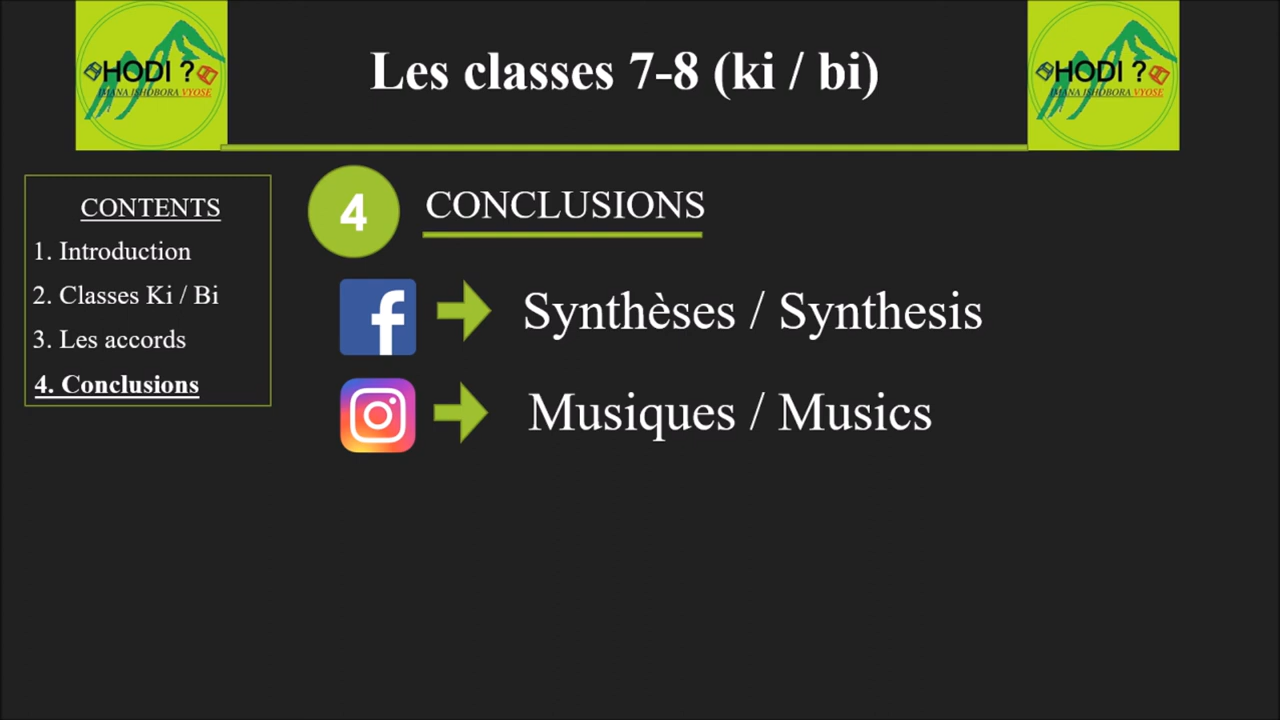 HODI ?
IMANA ISHOBORA VYOSE
Les classes 7-8 (ki / bi)
HODI ?
IMANA ISHOBORA VYOSE
CONTENTS
1. Introduction
2. Classes Ki / Bi
3. Les accords
4. Conclusions
4 CONCLUSIONS
Synthèses / Synthesis
Musiques / Musics